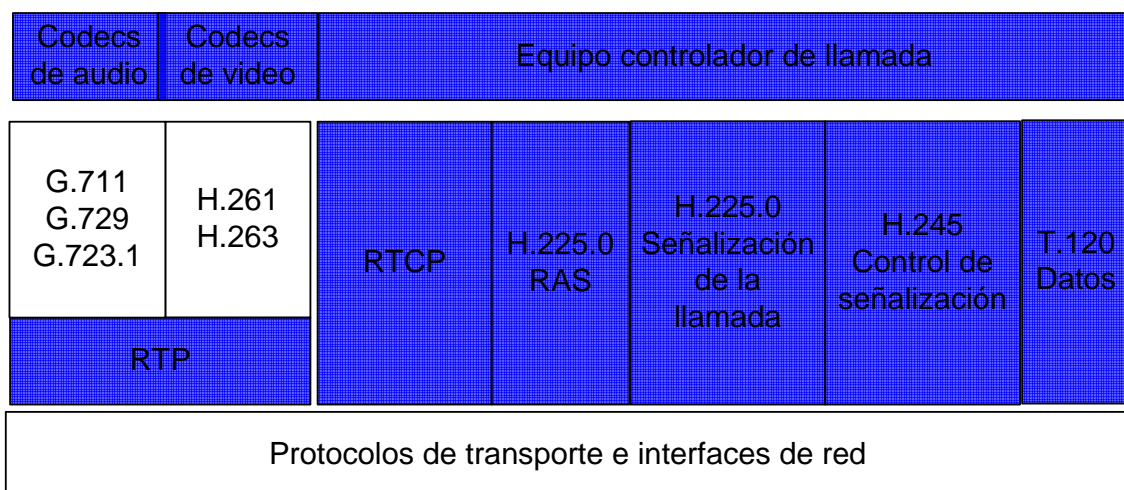 Codecs
de audio
Codecs
de video
Equipo controlador de llamada
G.711
G.729
G.723.1
H.261
H.263
RTP
RTCP
H.225.0
RAS
H.225.0
Señalización
de la
llamada
H.245
Control de
señalización
T.120
Datos
Protocolos de transporte e interfaces de red